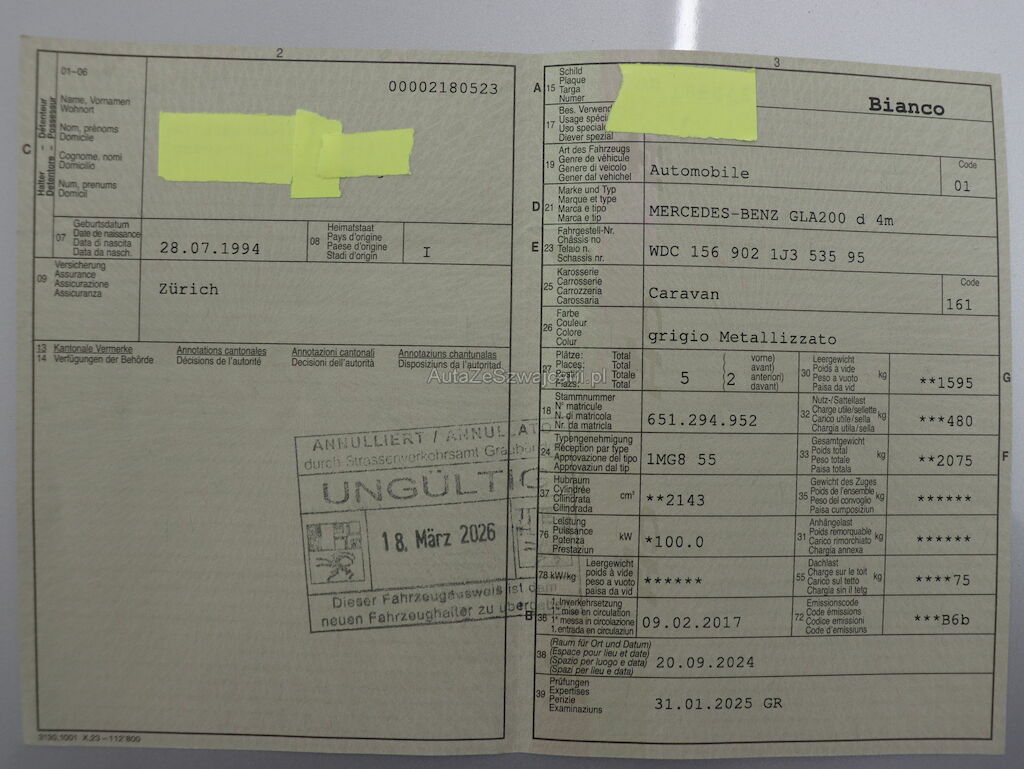 2
00002180523
01-06
Name, Vornamen
Wohnort
Nom, prénoms
Domicile
Cognome, nomi
Domicilio
Num, prenums
Domicil
C
Halter - Détenteur
Detentore - Possessur
07
Geburtsdatum
Date de naissance
Data di nascita
Data da nasch.
28.07.1994
08
Heimatstaat
Pays d'origine
Paese d'origine
Stadi d'origin
I
09
Versicherung
Assurance
Assicurazione
Assicuranza
Zürich
13 Kantonale Vermerke Annotations cantonales Annotazioni cantonali Annotaziuns chantunalas
14 Verfügungen der Behörde Décisions de l'autorité Decisioni dell'autorità Disposiziuns da l'autoritad
AutaZeSzwajcarii.pl
ANNULLIERT / ANNULLATO
durch Strassenverkehrsamt
UNGÜLTIG
18. März 2026
Dieser Fahrzeugausweis ist dem
neuen Fahrzeughalter zu
3
A
15
Schild
Plaque
Targa
Numer
Bianco
17
Bes.
Usage
Uso
Diever spezial
19
Art des Fahrzeugs
Genre de véhicule
Genere di veicolo
Gener dal vehichel
Automobile
Code
01
D
21
Marke und Typ
Marque et type
Marca e tipo
Marca e tip
MERCEDES-BENZ GLA200 d 4m
E
23
Fahrgestell-Nr.
Châssis no
Telaio n.
Schassis nr.
WDC 156 902 1J3 535 95
25
Karosserie
Carrosserie
Carrozzeria
Carossaria
Caravan
Code
161
26
Farbe
Couleur
Colore
Colur
grigio Metallizzato
27
Plätze: Total
Places: Total
Posti: Totale
Plazs: Total
5
(2
vorne)
avant)
anteriori)
davant)
30
Leergewicht
Poids à vide
Peso a vuoto
Paisa da vid
kg
**1595
G
18
Stammnummer
N° matricule
N. di matricola
Nr. da matricla
651.294.952
32
Nutz-/Sattellast
Charge utile/sellette
Carico utile/sella
Chargia utila/sella
kg
***480
24
Typengenehmigung
Réception par type
Approvazione del tipo
Approvaziun dal tip
1MG8 55
33
Gesamtgewicht
Poids total
Peso totale
Paisa totala
kg
**2075
F
37
Hubraum
Cylindrée
Cilindrata
Cilindrada
cm³
**2143
35
Gewicht des Zuges
Poids de l'ensemble
Peso del convoglio
Paisa cumposiziun
kg
******
76
Leistung
Puissance
Potenza
Prestaziun
kW
*100.0
31
Anhängelast
Poids remorquable
Carico rimorchiato
Chargia annexa
kg
******
78 kW/kg
Leergewicht
poids à vide
peso a vuoto
paisa da vid
******
55
Dachlast
Charge sur le toit
Carico sul tetto
Chargia sin il tetg
kg
****75
B
36
1. Inverkehrsetzung
1re mise en circulation
1a messa in circolazione
1. entrada en circulaziun
09.02.2017
72
Emissionscode
Code émissions
Codice emissioni
Code d'emissiuns
***B6b
38
(Raum für Ort und Datum)
(Espace pour lieu et date)
(Spazio per luogo e data)
(Spazi per lieu e data)
20.09.2024
39
Prüfungen
Expertises
Perizie
Examinaziuns
31.01.2025 GR
3130.1001 X.23 – 112'800